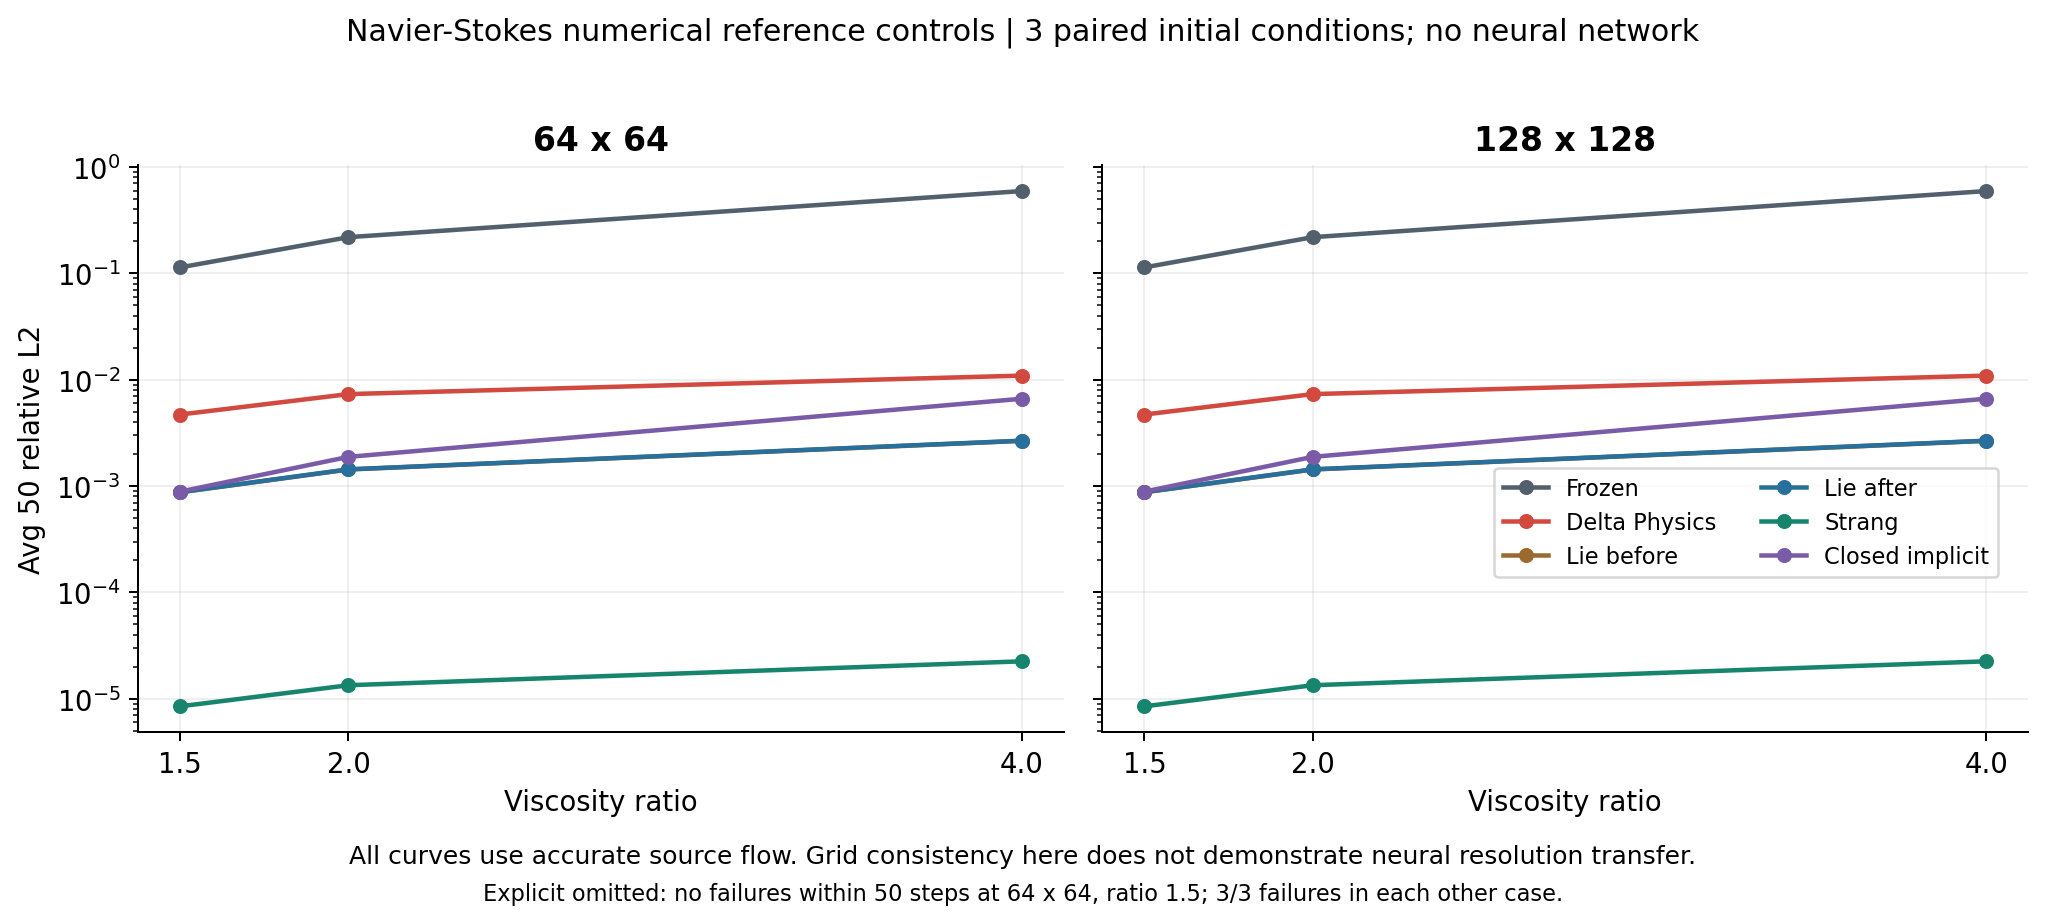 Navier-Stokes numerical reference controls | 3 paired initial conditions; no neural network
64 x 64
128 x 128
Avg 50 relative L2
10⁰
10⁻¹
10⁻²
10⁻³
10⁻⁴
10⁻⁵
Frozen
Delta Physics
Lie before
Lie after
Strang
Closed implicit
1.5 2.0 4.0
1.5 2.0 4.0
Viscosity ratio
Viscosity ratio
All curves use accurate source flow. Grid consistency here does not demonstrate neural resolution transfer.
Explicit omitted: no failures within 50 steps at 64 x 64, ratio 1.5; 3/3 failures in each other case.